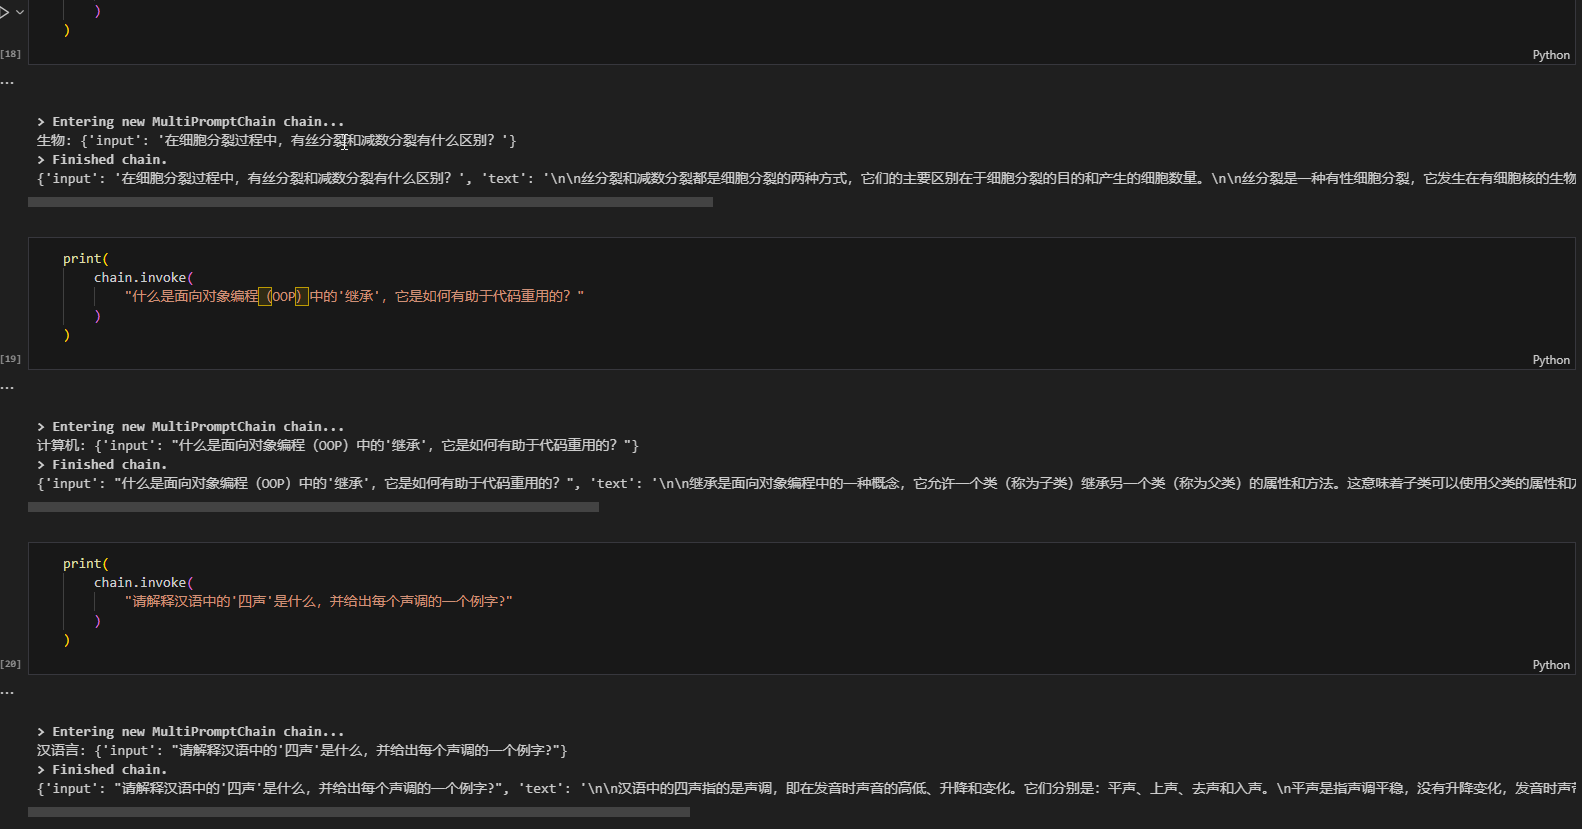 )
)
[18]
Python
...
> Entering new MultiPromptChain chain...
生物: {'input': '在细胞分裂过程中，有丝分裂和减数分裂有什么区别？'}
> Finished chain.
{'input': '在细胞分裂过程中，有丝分裂和减数分裂有什么区别？', 'text': '\n\n丝分裂和减数分裂都是细胞分裂的两种方式，它们的主要区别在于细胞分裂的目的和产生的细胞数量。\n\n丝分裂是一种有性细胞分裂，它发生在有细胞核的生物
print(
chain.invoke(
"什么是面向对象编程（OOP）中的'继承'，它是如何有助于代码重用的？"
)
)
[19]
Python
...
> Entering new MultiPromptChain chain...
计算机: {'input': "什么是面向对象编程（OOP）中的'继承'，它是如何有助于代码重用的？"}
> Finished chain.
{'input': "什么是面向对象编程（OOP）中的'继承'，它是如何有助于代码重用的？", 'text': '\n\n继承是面向对象编程中的一种概念，它允许一个类（称为子类）继承另一个类（称为父类）的属性和方法。这意味着子类可以使用父类的属性和方
print(
chain.invoke(
"请解释汉语中的'四声'是什么，并给出每个声调的一个例字?"
)
)
[20]
Python
...
> Entering new MultiPromptChain chain...
汉语言: {'input': "请解释汉语中的'四声'是什么，并给出每个声调的一个例字?"}
> Finished chain.
{'input': "请解释汉语中的'四声'是什么，并给出每个声调的一个例字?", 'text': '\n\n汉语中的四声指的是声调，即在发音时声音的高低、升降和变化。它们分别是：平声、上声、去声和入声。\n平声是指声调平稳，没有升降变化，发音时声带